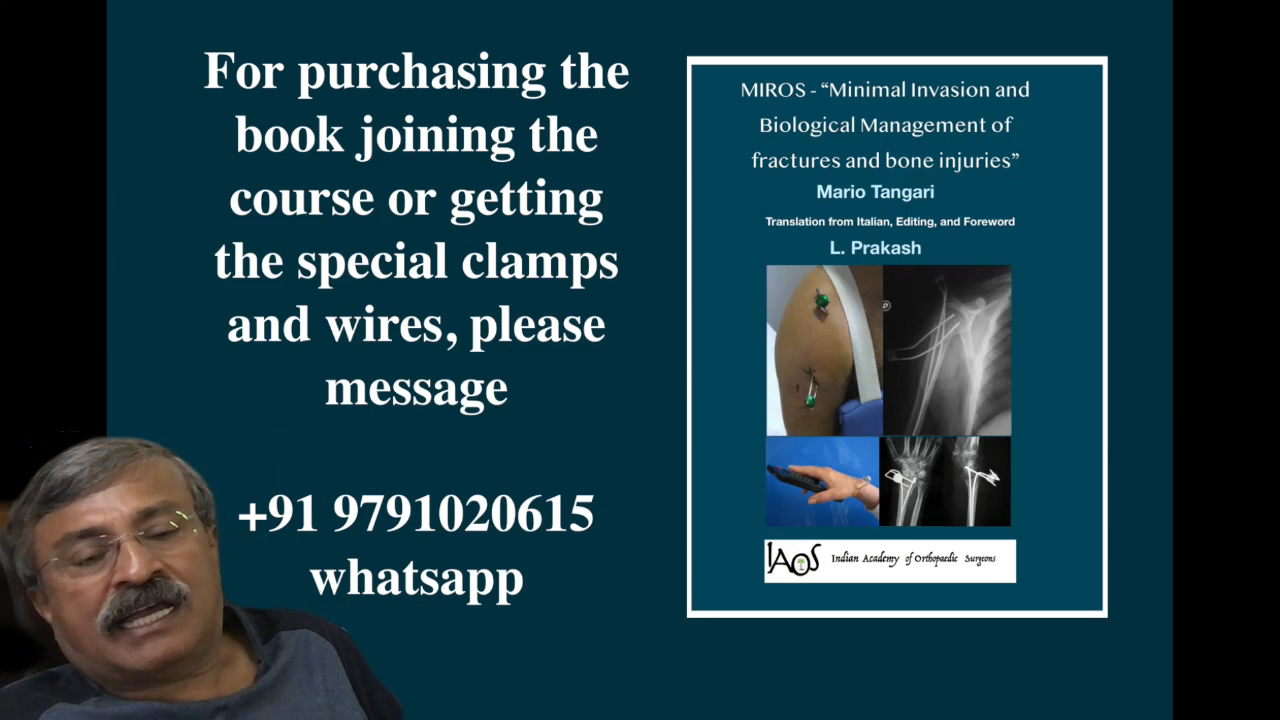 For purchasing the
book joining the
course or getting
the special clamps
and wires, please
message
+91 9791020615
whatsapp
MIROS - “Minimal Invasion and
Biological Management of
fractures and bone injuries”
Mario Tangari
Translation from Italian, Editing, and Foreword
L. Prakash
IAOS Indian Academy of Orthopaedic Surgeons